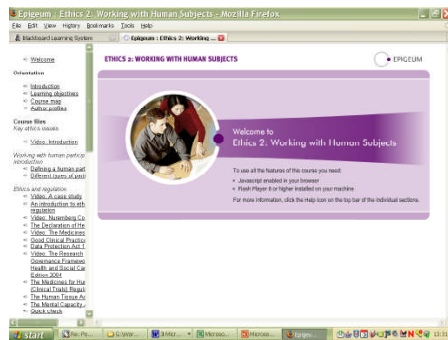 Epigeum : Ethics 2: Working with Human Subjects - Mozilla Firefox
File Edit View History Bookmarks Tools Help
Blackboard Learning System
Epigeum : Ethics 2: Working ...
Welcome
Orientation
Introduction
Learning objectives
Course map
Author profiles
Course files
Key ethics issues
Video: Introduction
Working with human particip
introduction
Defining a human part
Different types of parti
Ethics and regulation
Video: A case study
An introduction to eth
regulation
Video: Nuremberg Co
The Declaration of He
Video: The Medicines
Good Clinical Practice
Data Protection Act 1
Video: The Research
Governance Framewo
Health and Social Car
Edition 2004
The Medicines for Hu
(Clinical Trials) Regula
The Human Tissue Ac
The Mental Capacity
Quick check
ETHICS 2: WORKING WITH HUMAN SUBJECTS
EPIGEUM
Welcome to
Ethics 2: Working with Human Subjects
To use all the features of this course you need:
Javascript enabled in your browser
Flash Player 8 or higher installed on your machine
For more information, click the Help icon on the top bar of the individual sections.
start
13:31